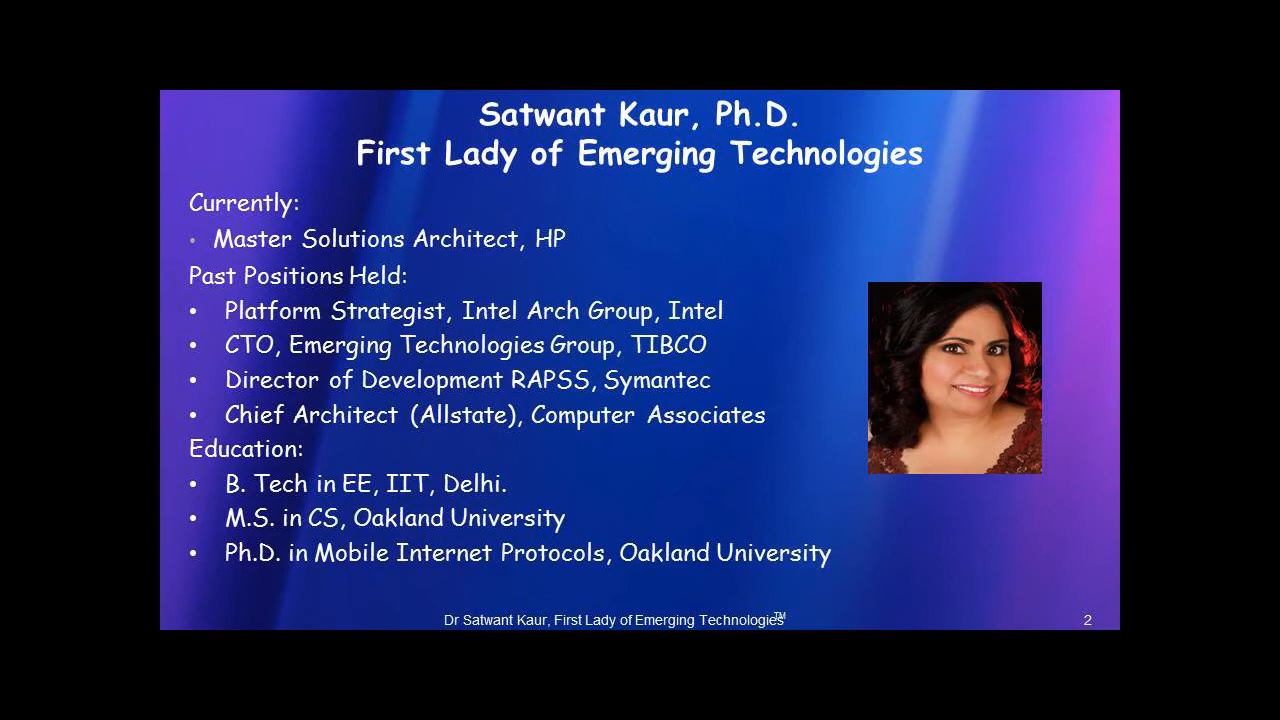 Satwant Kaur, Ph.D.
First Lady of Emerging Technologies
Currently:
• Master Solutions Architect, HP
Past Positions Held:
• Platform Strategist, Intel Arch Group, Intel
• CTO, Emerging Technologies Group, TIBCO
• Director of Development RAPSS, Symantec
• Chief Architect (Allstate), Computer Associates
Education:
• B. Tech in EE, IIT, Delhi.
• M.S. in CS, Oakland University
• Ph.D. in Mobile Internet Protocols, Oakland University
Dr Satwant Kaur, First Lady of Emerging Technologies™
2